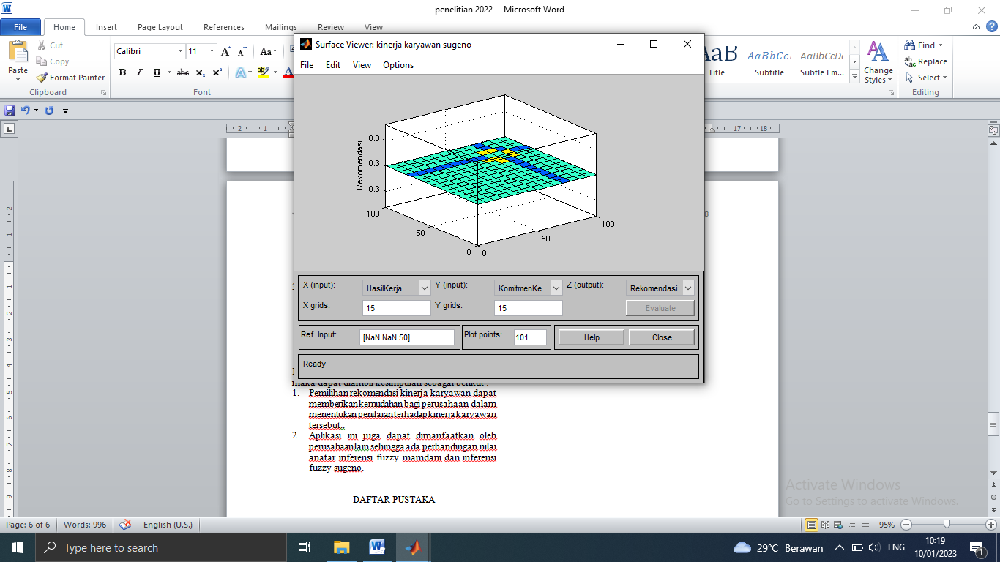 penelitian 2022 - Microsoft Word
File Home Insert Page Layout References Mailings Review View
Paste
Cut
Copy
Format Painter
Clipboard
Calibri 11
B I U abc x₂ x²
Font
Title
AaBbCc.
Subtitle
AaBbCcDc
Subtle Em...
Change Styles
Find
Replace
Select
Editing
Surface Viewer: kinerja karyawan sugeno
File Edit View Options
Rekomendasi
0.3
0.3
0.3
100
50
0
0
50
100
X (input): HasilKerja Y (input): KomitmenKe... Z (output): Rekomendasi
X grids: 15 Y grids: 15 Evaluate
Ref. Input: [NaN NaN 50] Plot points: 101 Help Close
Ready
maka dapat diambil kesimpulan sebagai berikut :
1. Pemilihan rekomendasi kinerja karyawan dapat
memberikan kemudahan bagi perusahaan dalam
menentukan penilaian terhadap kinerja karyawan
tersebut..
2. Aplikasi ini juga dapat dimanfaatkan oleh
perusahaan lain sehingga ada perbandingan nilai
anatar inferensi fuzzy mamdani dan inferensi
fuzzy sugeno.
DAFTAR PUSTAKA
Activate Windows
Go to Settings to activate Windows.
Page: 6 of 6 Words: 996 English (U.S.) 95%
Type here to search
29°C Berawan ENG
10:19
10/01/2023
1